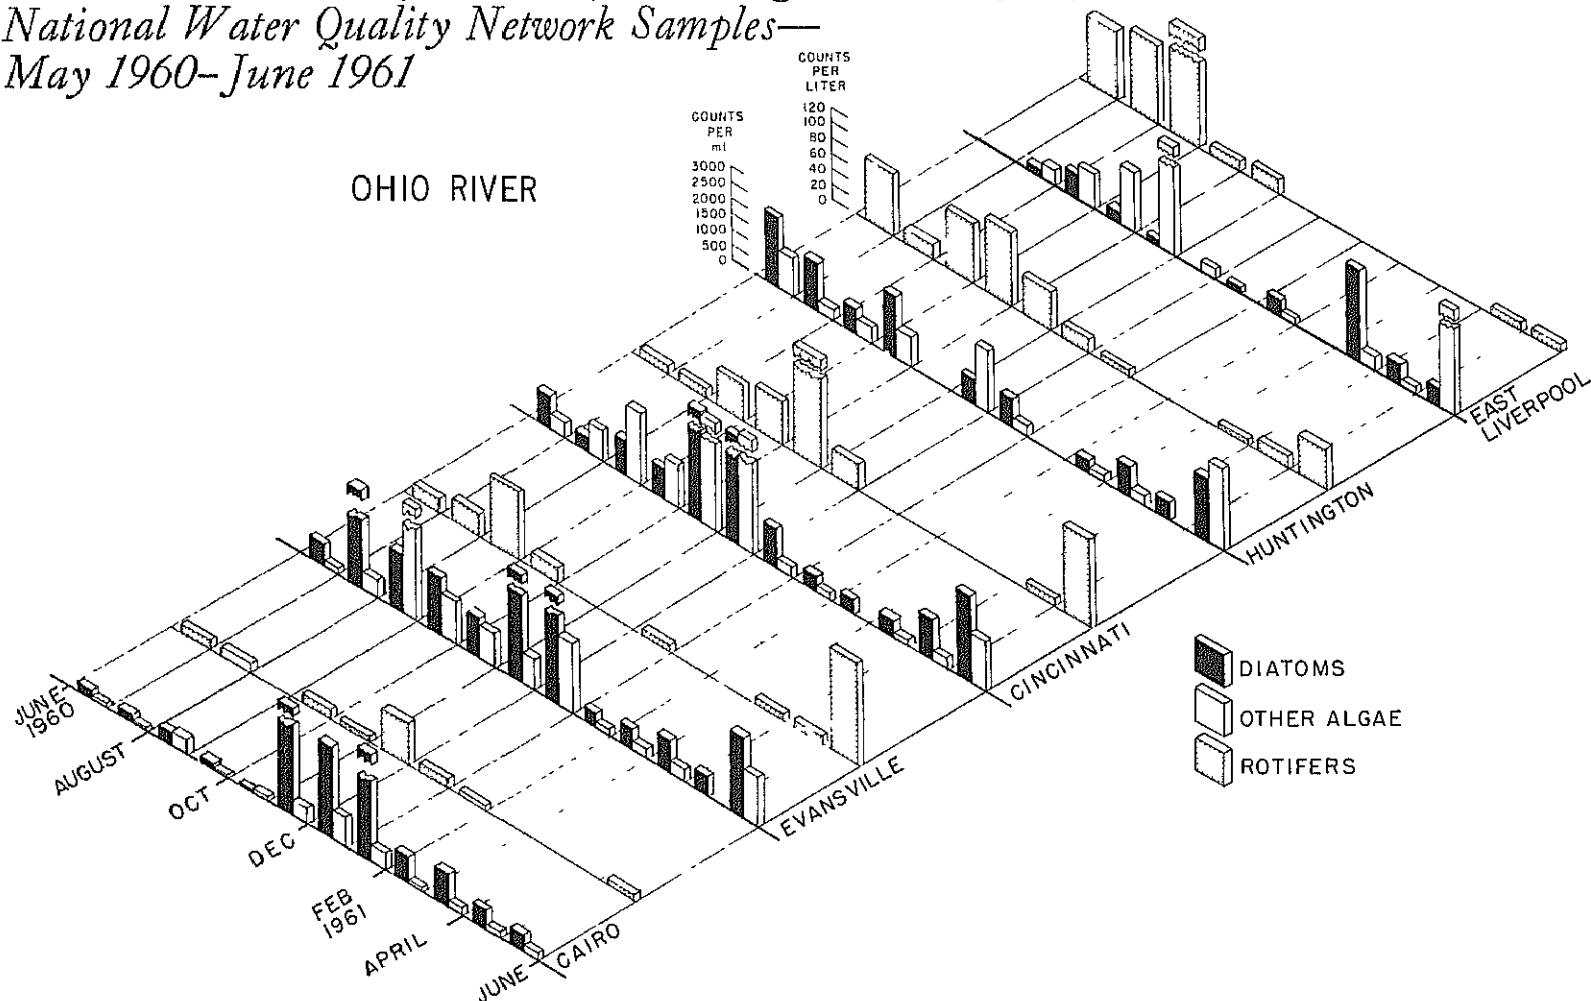 National Water Quality Network Samples—
May 1960–June 1961
OHIO RIVER
COUNTS
PER
ml
3000
2500
2000
1500
1000
500
0
COUNTS
PER
LITER
120
100
80
60
40
20
0
EAST
LIVERPOOL
HUNTINGTON
CINCINNATI
EVANSVILLE
CAIRO
JUNE
1960
AUGUST
OCT
DEC
FEB
1961
APRIL
JUNE
DIATOMS
OTHER ALGAE
ROTIFERS